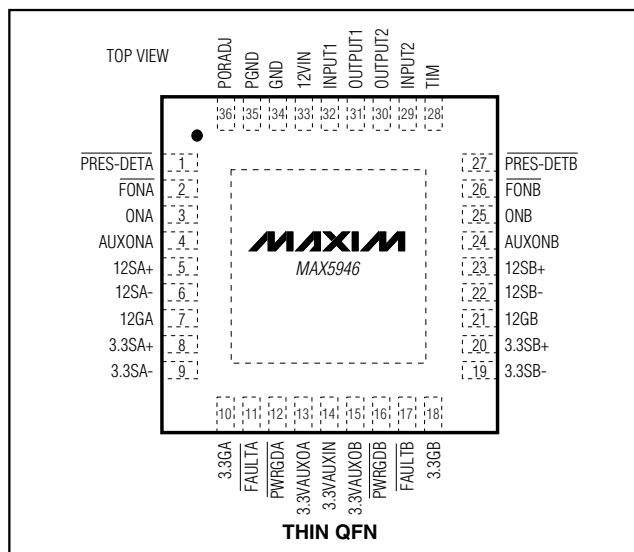 TOP VIEW
PORADJ
PGND
GND
12VIN
INPUT1
OUTPUT1
OUTPUT2
INPUT2
TIM
36
35
34
33
32
31
30
29
28
PRES-DETA 1
FONA 2
ONA 3
AUXONA 4
12SA+ 5
12SA- 6
12GA 7
3.3SA+ 8
3.3SA- 9
MAXIM
MAX5946
27 PRES-DETB
26 FONB
25 ONB
24 AUXONB
23 12SB+
22 12SB-
21 12GB
20 3.3SB+
19 3.3SB-
10
11
12
13
14
15
16
17
18
3.3GA
FAULTA
PWRGDA
3.3VAUXOA
3.3VAUXIN
3.3VAUXOB
PWRGDB
FAULTB
3.3GB
THIN QFN